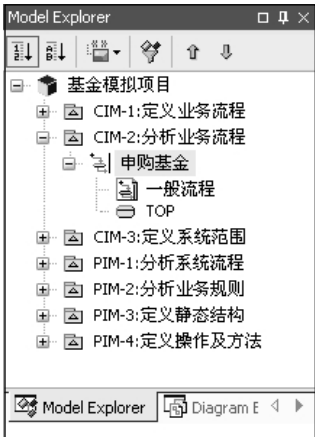 Model Explorer
基金模拟项目
CIM-1:定义业务流程
CIM-2:分析业务流程
申购基金
一般流程
TOP
CIM-3:定义系统范围
PIM-1:分析系统流程
PIM-2:分析业务规则
PIM-3:定义静态结构
PIM-4:定义操作及方法
Model Explorer Diagram E